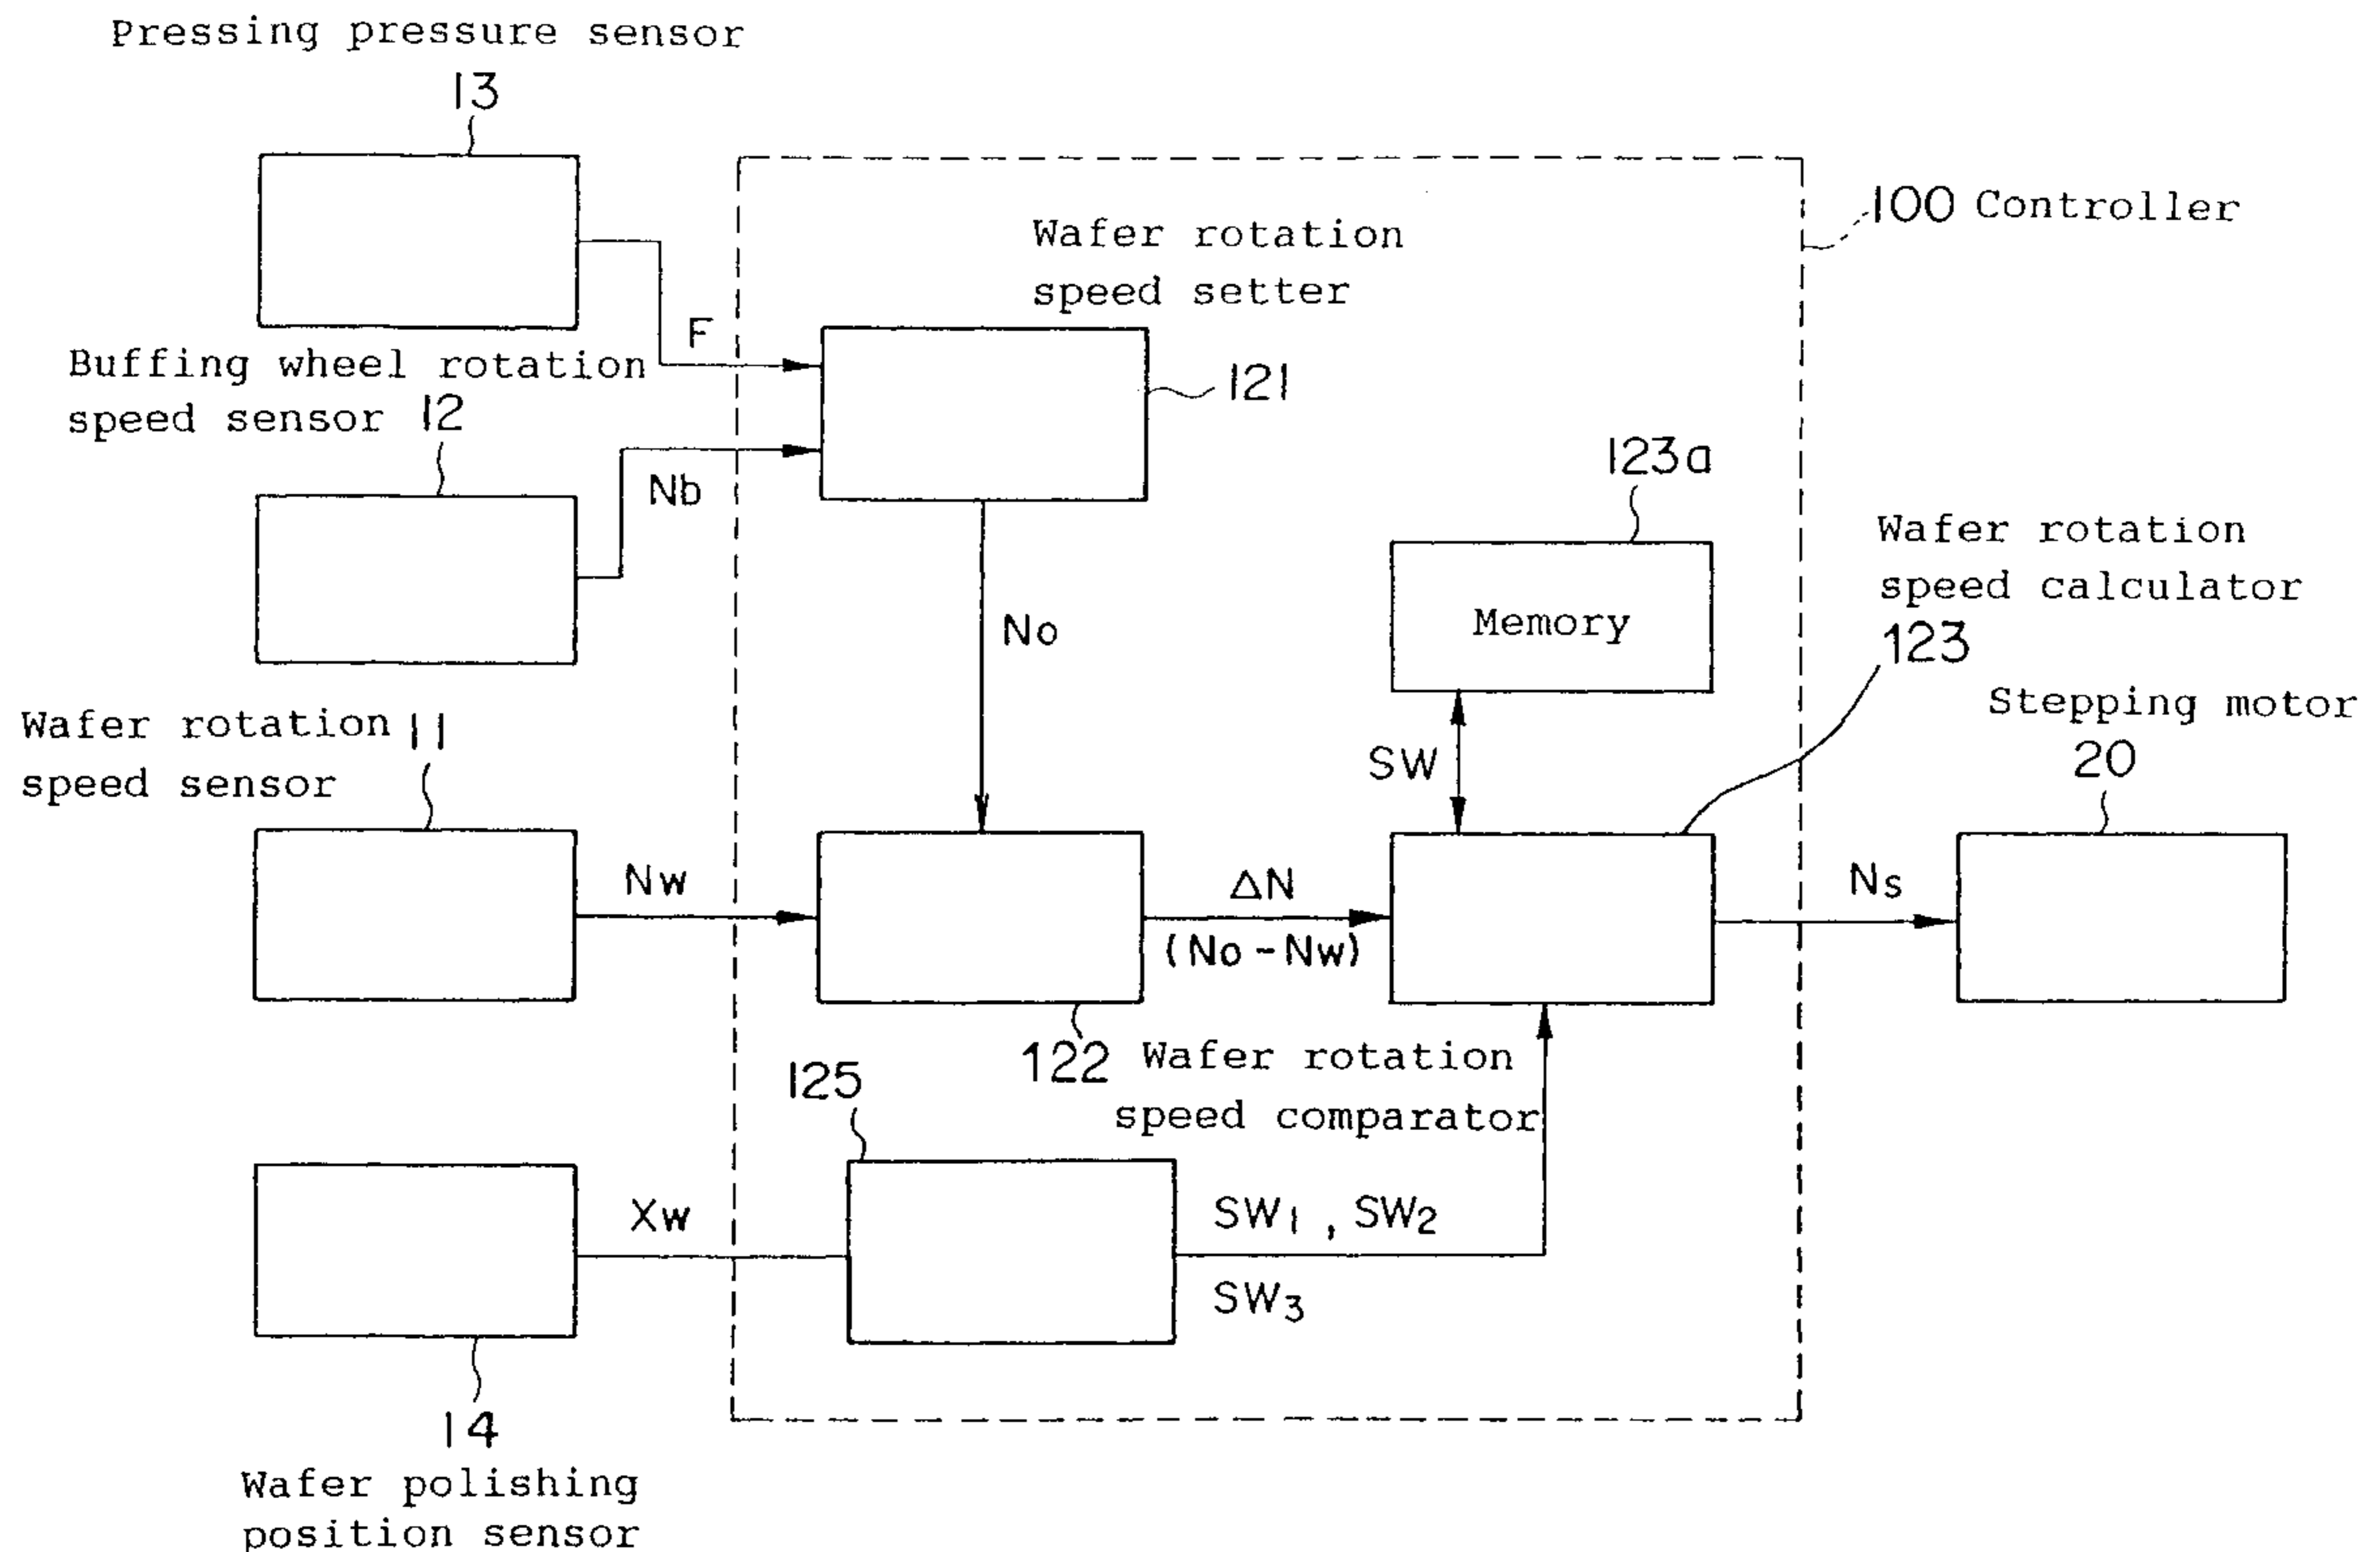 Pressing pressure sensor
13
100 Controller
Wafer rotation
speed setter
F
Buffing wheel rotation
speed sensor 12
121
Nb
123a
Wafer rotation
speed calculator
123
Memory
No
Stepping motor
20
Wafer rotation 11
speed sensor
SW
Nw
ΔN
(No - Nw)
Ns
122 Wafer rotation
speed comparator
125
Xw
SW1 , SW2
SW3
14
Wafer polishing
position sensor